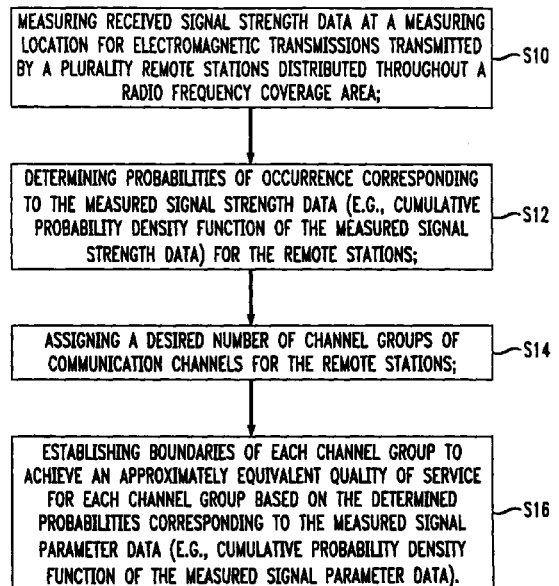 MEASURING RECEIVED SIGNAL STRENGTH DATA AT A MEASURING
LOCATION FOR ELECTROMAGNETIC TRANSMISSIONS TRANSMITTED
BY A PLURALITY REMOTE STATIONS DISTRIBUTED THROUGHOUT A
RADIO FREQUENCY COVERAGE AREA;
S10
DETERMINING PROBABILITIES OF OCCURRENCE CORRESPONDING
TO THE MEASURED SIGNAL STRENGTH DATA (E.G., CUMULATIVE
PROBABILITY DENSITY FUNCTION OF THE MEASURED SIGNAL
STRENGTH DATA) FOR THE REMOTE STATIONS;
S12
ASSIGNING A DESIRED NUMBER OF CHANNEL GROUPS OF
COMMUNICATION CHANNELS FOR THE REMOTE STATIONS;
S14
ESTABLISHING BOUNDARIES OF EACH CHANNEL GROUP TO
ACHIEVE AN APPROXIMATELY EQUIVALENT QUALITY OF SERVICE
FOR EACH CHANNEL GROUP BASED ON THE DETERMINED
PROBABILITIES CORRESPONDING TO THE MEASURED SIGNAL
PARAMETER DATA (E.G., CUMULATIVE PROBABILITY DENSITY
FUNCTION OF THE MEASURED SIGNAL PARAMETER DATA).
S16